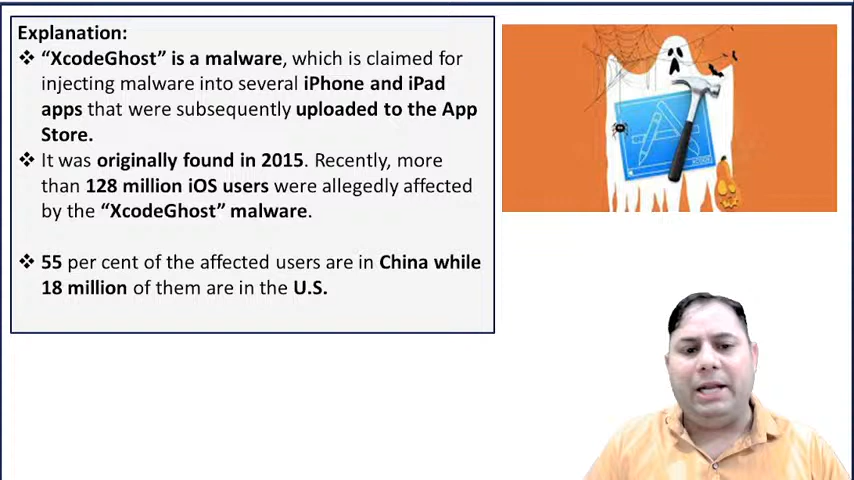 Explanation:
❖ “XcodeGhost” is a malware, which is claimed for
injecting malware into several iPhone and iPad
apps that were subsequently uploaded to the App
Store.
❖ It was originally found in 2015. Recently, more
than 128 million iOS users were allegedly affected
by the “XcodeGhost” malware.
❖ 55 per cent of the affected users are in China while
18 million of them are in the U.S.
XCODE